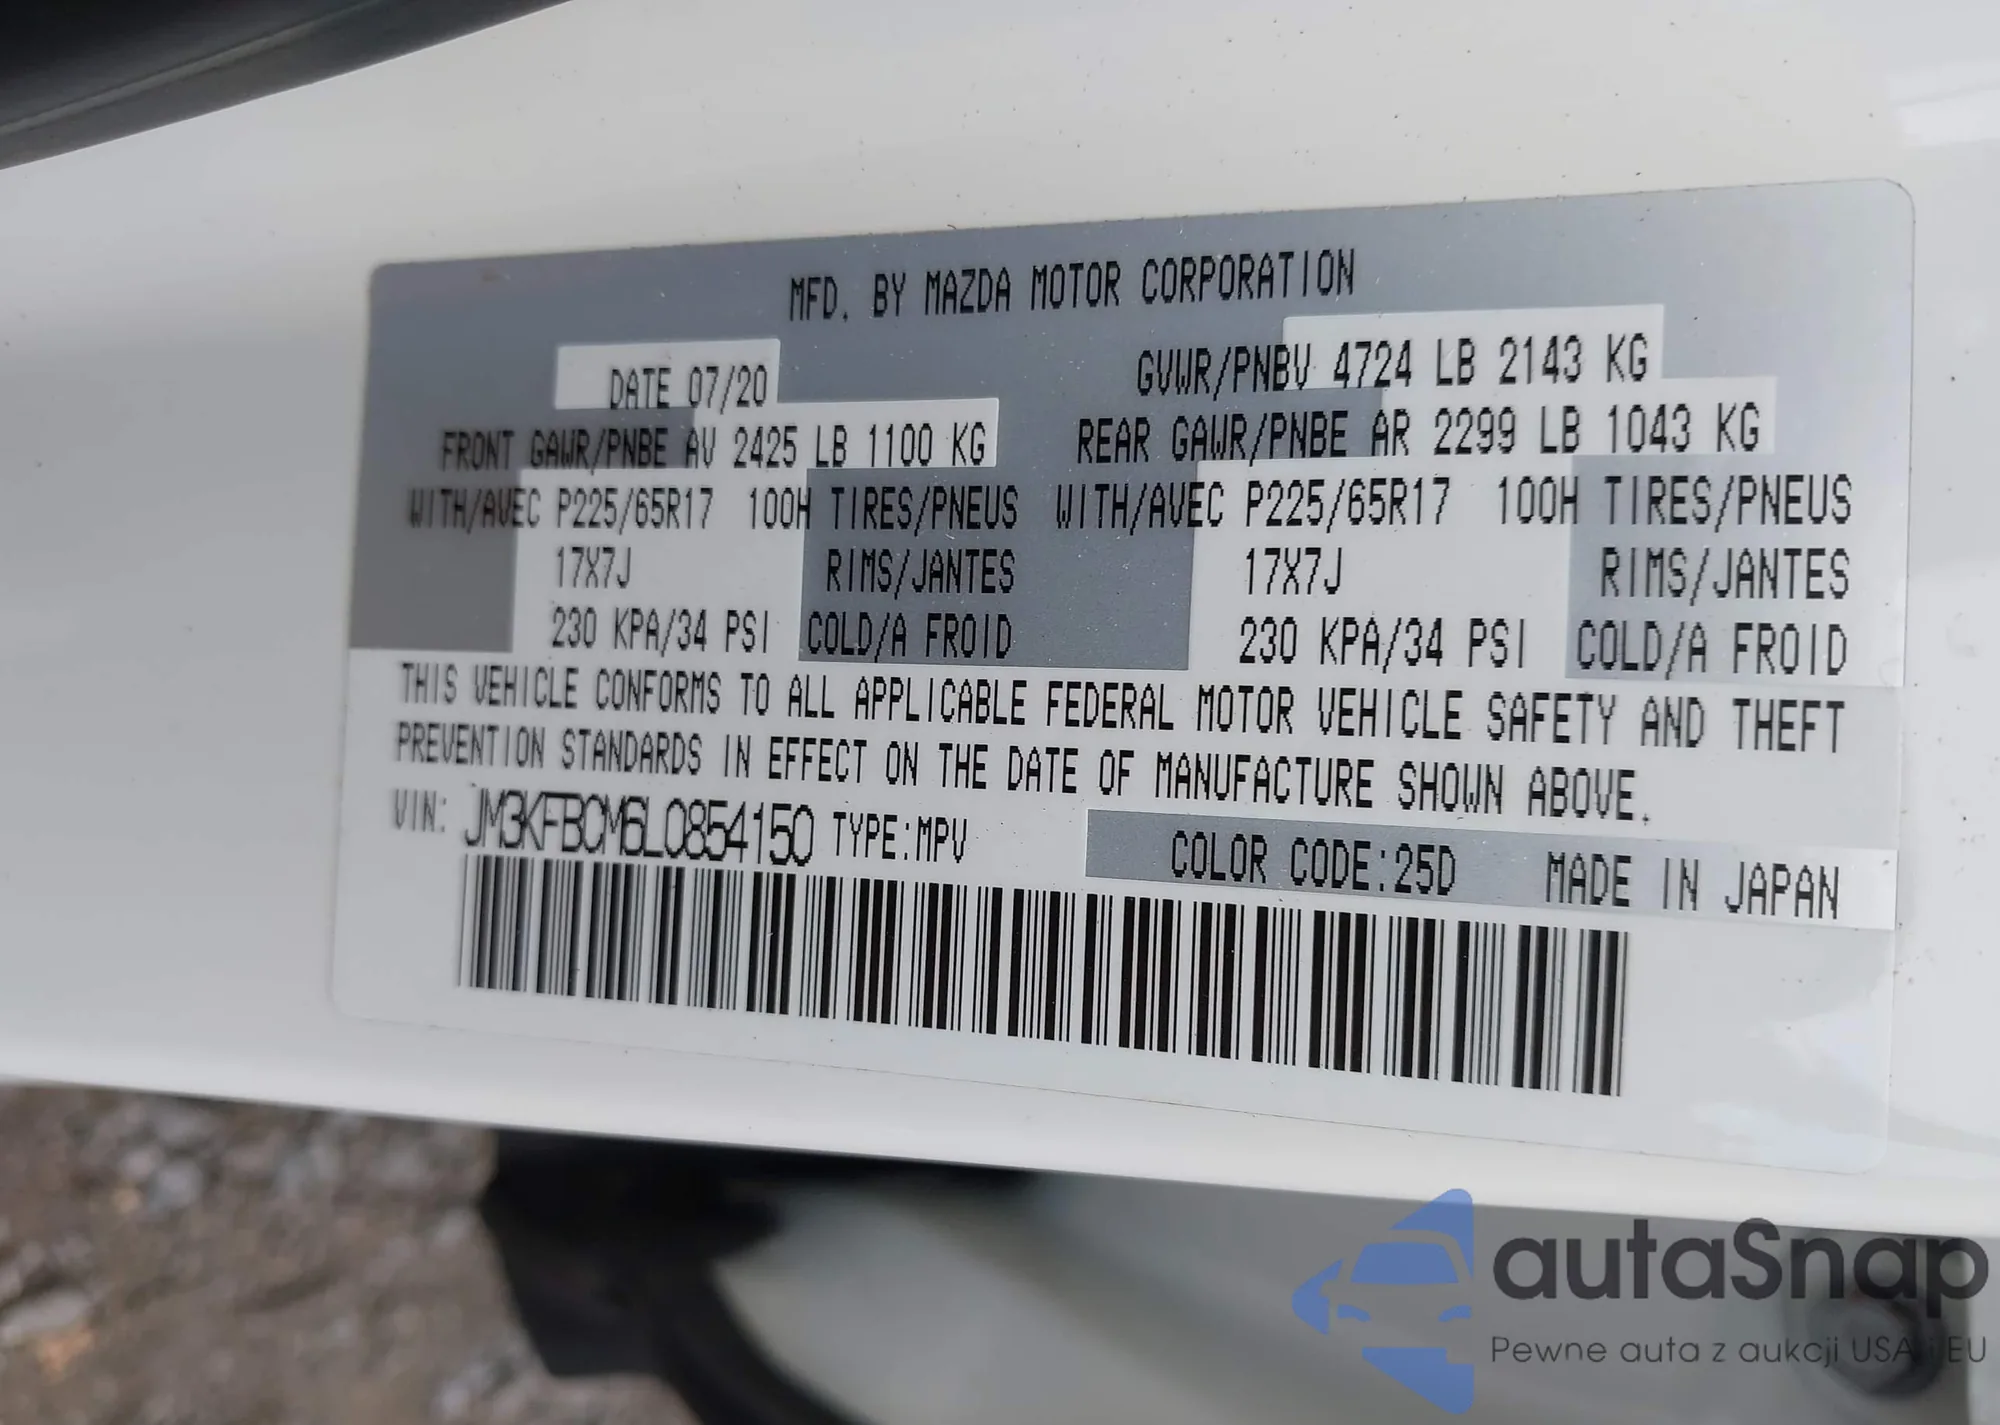 MFD. BY MAZDA MOTOR CORPORATION
DATE 07/20 GVWR/PNBV 4724 LB 2143 KG
FRONT GAWR/PNBE AV 2425 LB 1100 KG REAR GAWR/PNBE AR 2299 LB 1043 KG
WITH/AVEC P225/65R17 100H TIRES/PNEUS WITH/AVEC P225/65R17 100H TIRES/PNEUS
17X7J RIMS/JANTES 17X7J RIMS/JANTES
230 KPA/34 PSI COLD/A FROID 230 KPA/34 PSI COLD/A FROID
THIS VEHICLE CONFORMS TO ALL APPLICABLE FEDERAL MOTOR VEHICLE SAFETY AND THEFT
PREVENTION STANDARDS IN EFFECT ON THE DATE OF MANUFACTURE SHOWN ABOVE.
VIN: JM3KFBCM6L0854150 TYPE:MPV COLOR CODE:25D MADE IN JAPAN
autaSnap
Pewne auta z aukcji USA i EU